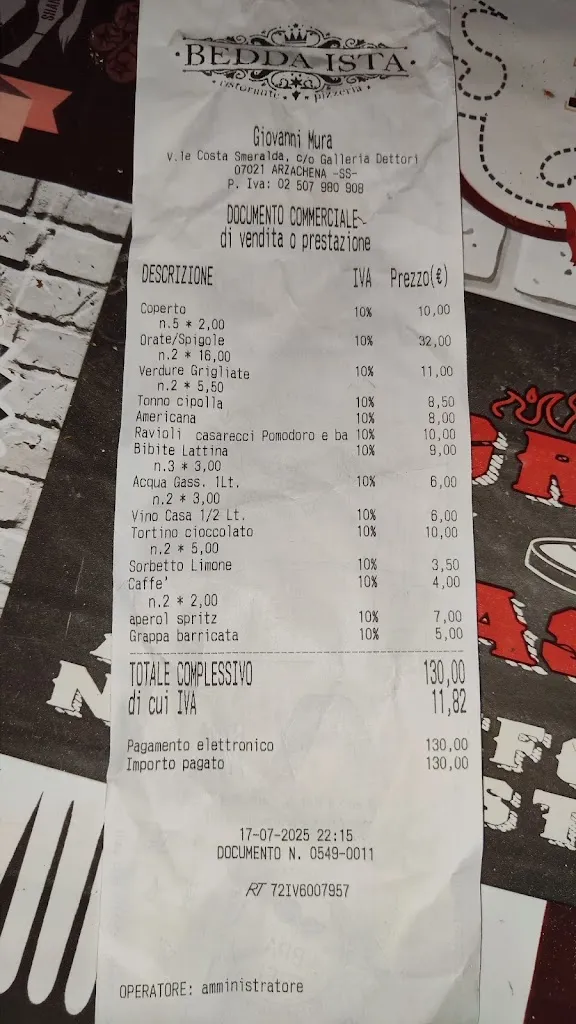 BEDDA ISTA
ristorante pizzeria
Giovanni Mura
V.le Costa Smeralda, c/o Galleria Dettori
07021 ARZACHENA -SS-
P. Iva: 02 507 980 908
DOCUMENTO COMMERCIALE
di vendita o prestazione
DESCRIZIONE IVA Prezzo(€)
Coperto 10% 10,00
n.5 * 2,00
Orate/Spigole 10% 32,00
n.2 * 16,00
Verdure Grigliate 10% 11,00
n.2 * 5,50
Tonno cipolla 10% 8,50
Americana 10% 8,00
Ravioli casarecci Pomodoro e ba 10% 10,00
Bibite Lattina 10% 9,00
n.3 * 3,00
Acqua Gass. 1Lt. 10% 6,00
n.2 * 3,00
Vino Casa 1/2 Lt. 10% 6,00
Tortino cioccolato 10% 10,00
n.2 * 5,00
Sorbetto Limone 10% 3,50
Caffe' 10% 4,00
n.2 * 2,00
aperol spritz 10% 7,00
Grappa barricata 10% 5,00
TOTALE COMPLESSIVO 130,00
di cui IVA 11,82
Pagamento elettronico 130,00
Importo pagato 130,00
17-07-2025 22:15
DOCUMENTO N. 0549-0011
RT 72IV6007957
OPERATORE: amministratore